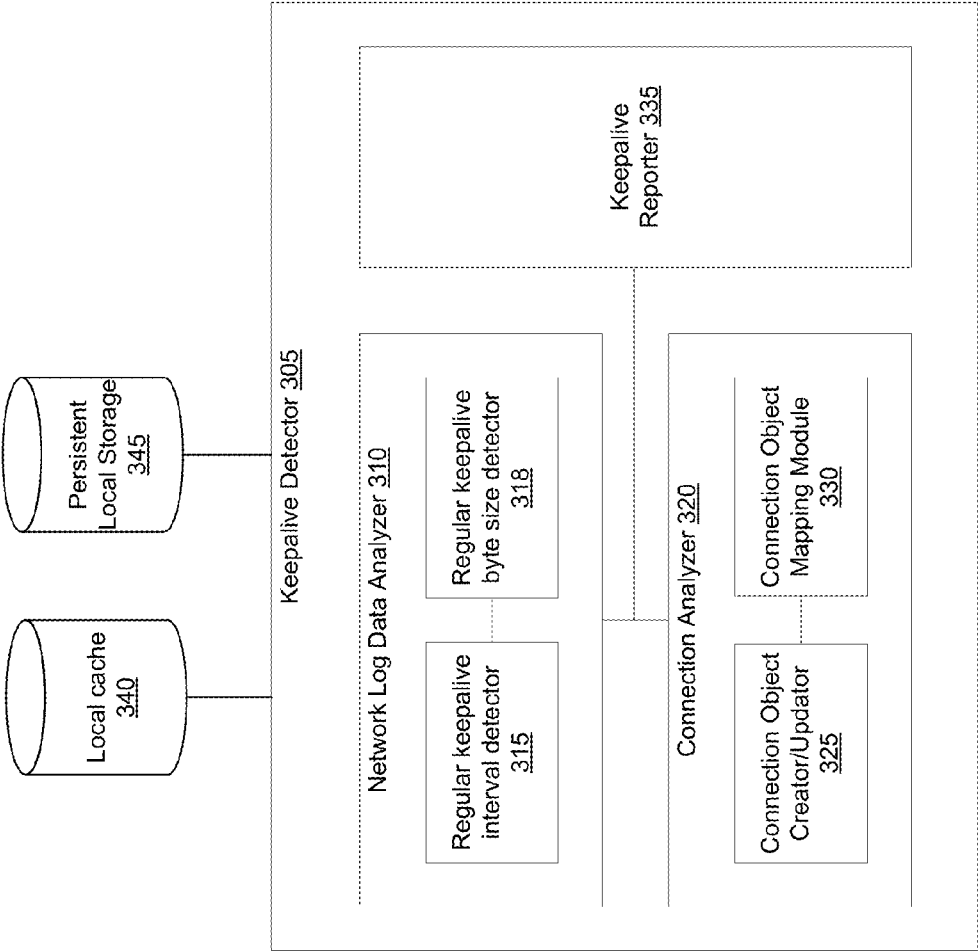 Local cache
340
Persistent
Local Storage
345
Keepalive Detector 305
Network Log Data Analyzer 310
Regular keepalive
interval detector
315
Regular keepalive
byte size detector
318
Connection Analyzer 320
Connection Object
Creator/Updator
325
Connection Object
Mapping Module
330
Keepalive
Reporter 335